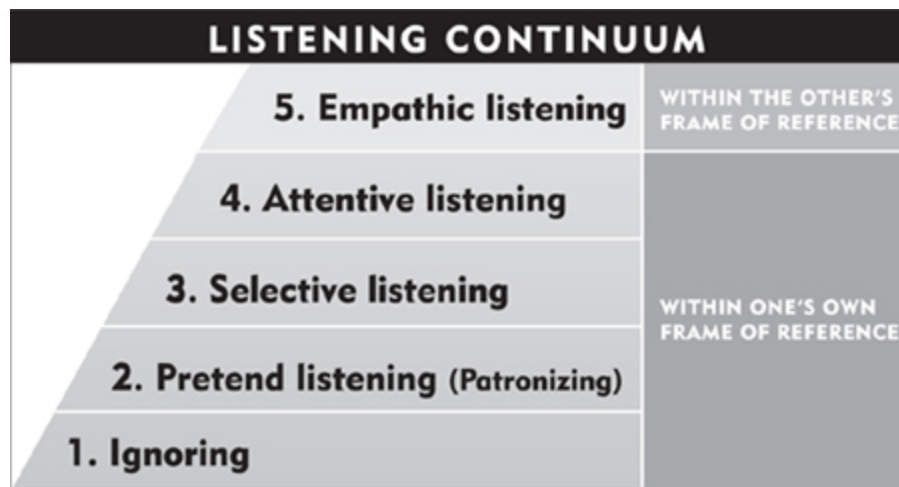 LISTENING CONTINUUM
5. Empathic listening
WITHIN THE OTHER'S
FRAME OF REFERENCE
4. Attentive listening
3. Selective listening
WITHIN ONE'S OWN
FRAME OF REFERENCE
2. Pretend listening (Patronizing)
1. Ignoring